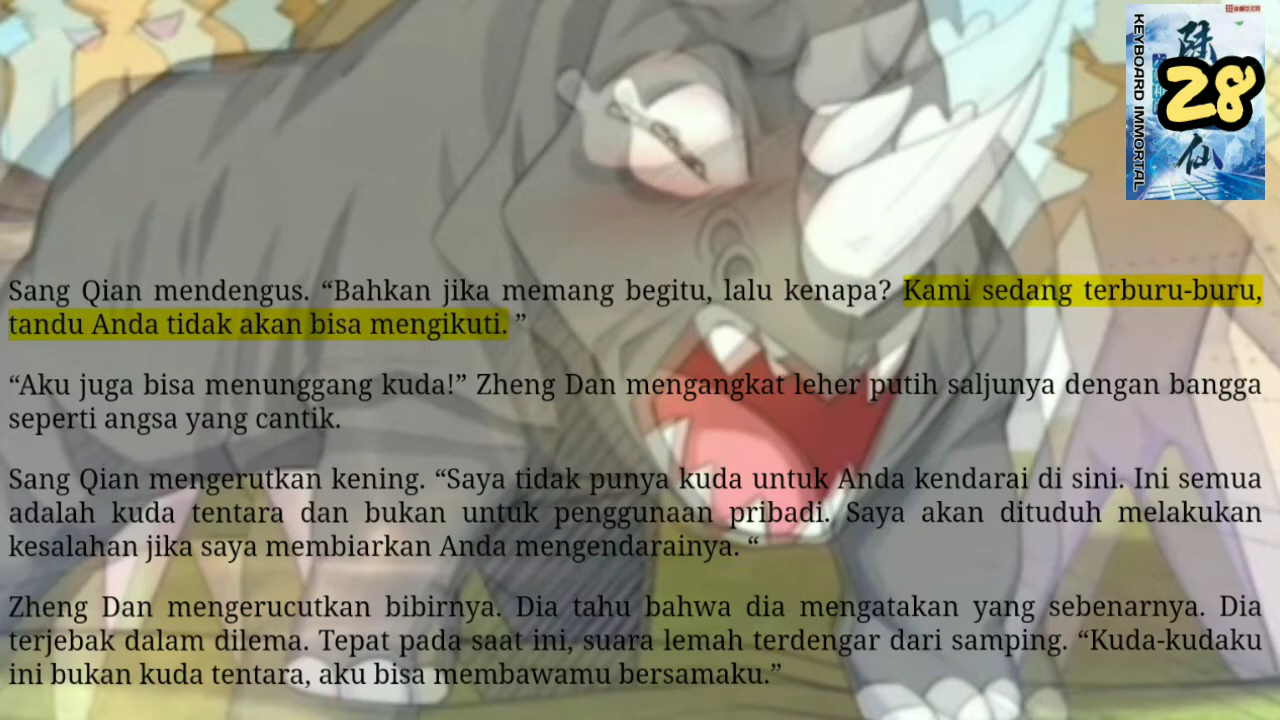 KEYBOARD IMMORTAL
陆
28
仙
Sang Qian mendengus. “Bahkan jika memang begitu, lalu kenapa? Kami sedang terburu-buru,
tandu Anda tidak akan bisa mengikuti. ”
“Aku juga bisa menunggang kuda!” Zheng Dan mengangkat leher putih saljunya dengan bangga
seperti angsa yang cantik.
Sang Qian mengerutkan kening. “Saya tidak punya kuda untuk Anda kendarai di sini. Ini semua
adalah kuda tentara dan bukan untuk penggunaan pribadi. Saya akan dituduh melakukan
kesalahan jika saya membiarkan Anda mengendarainya. “
Zheng Dan mengerucutkan bibirnya. Dia tahu bahwa dia mengatakan yang sebenarnya. Dia
terjebak dalam dilema. Tepat pada saat ini, suara lemah terdengar dari samping. “Kuda-kudaku
ini bukan kuda tentara, aku bisa membawamu bersamaku.”